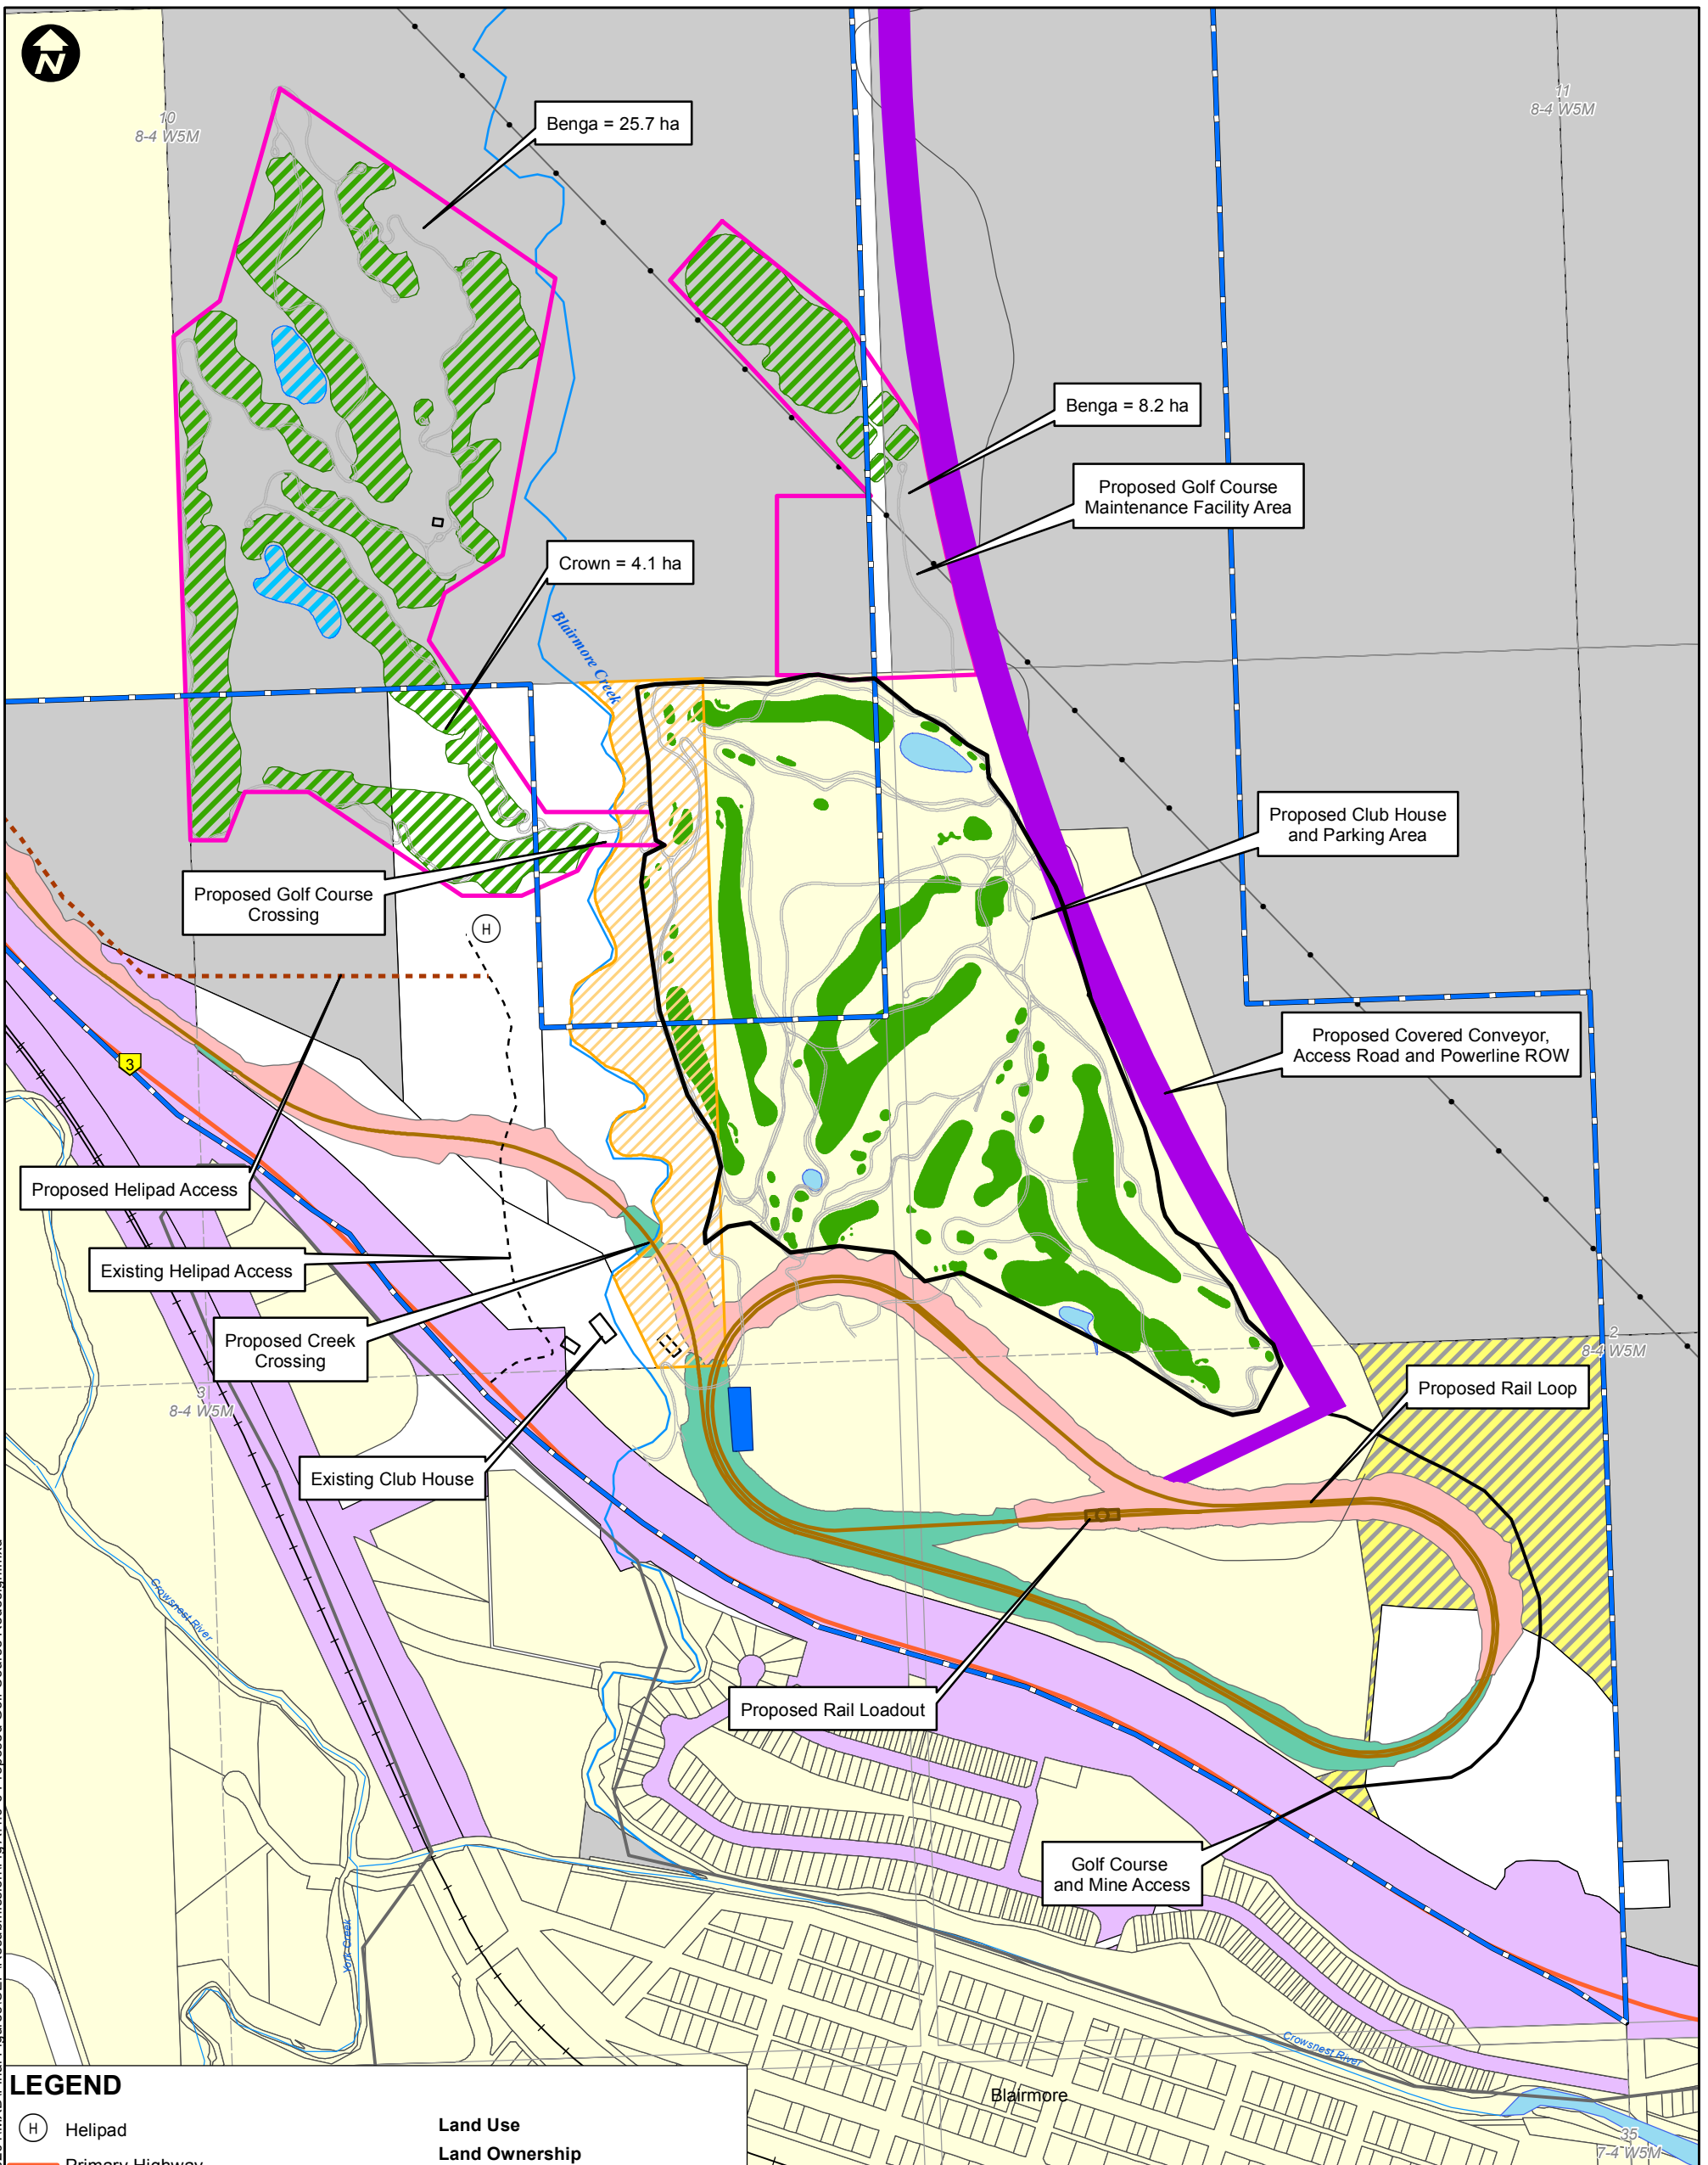 N
10
8-4 W5M
11
8-4 W5M
Benga = 25.7 ha
Benga = 8.2 ha
Proposed Golf Course
Maintenance Facility Area
Crown = 4.1 ha
Blairmore Creek
Proposed Club House
and Parking Area
Proposed Golf Course
Crossing
H
Proposed Covered Conveyor,
Access Road and Powerline ROW
3
Proposed Helipad Access
Existing Helipad Access
Proposed Creek
Crossing
2
8-4 W5M
3
8-4 W5M
Proposed Rail Loop
Existing Club House
Crowsnest River
Proposed Rail Loadout
Golf Course
and Mine Access
York Creek
Crowsnest River
Blairmore
35
7-4 W5M
LEGEND
H Helipad
Primary Highway
Land Use
Land Ownership